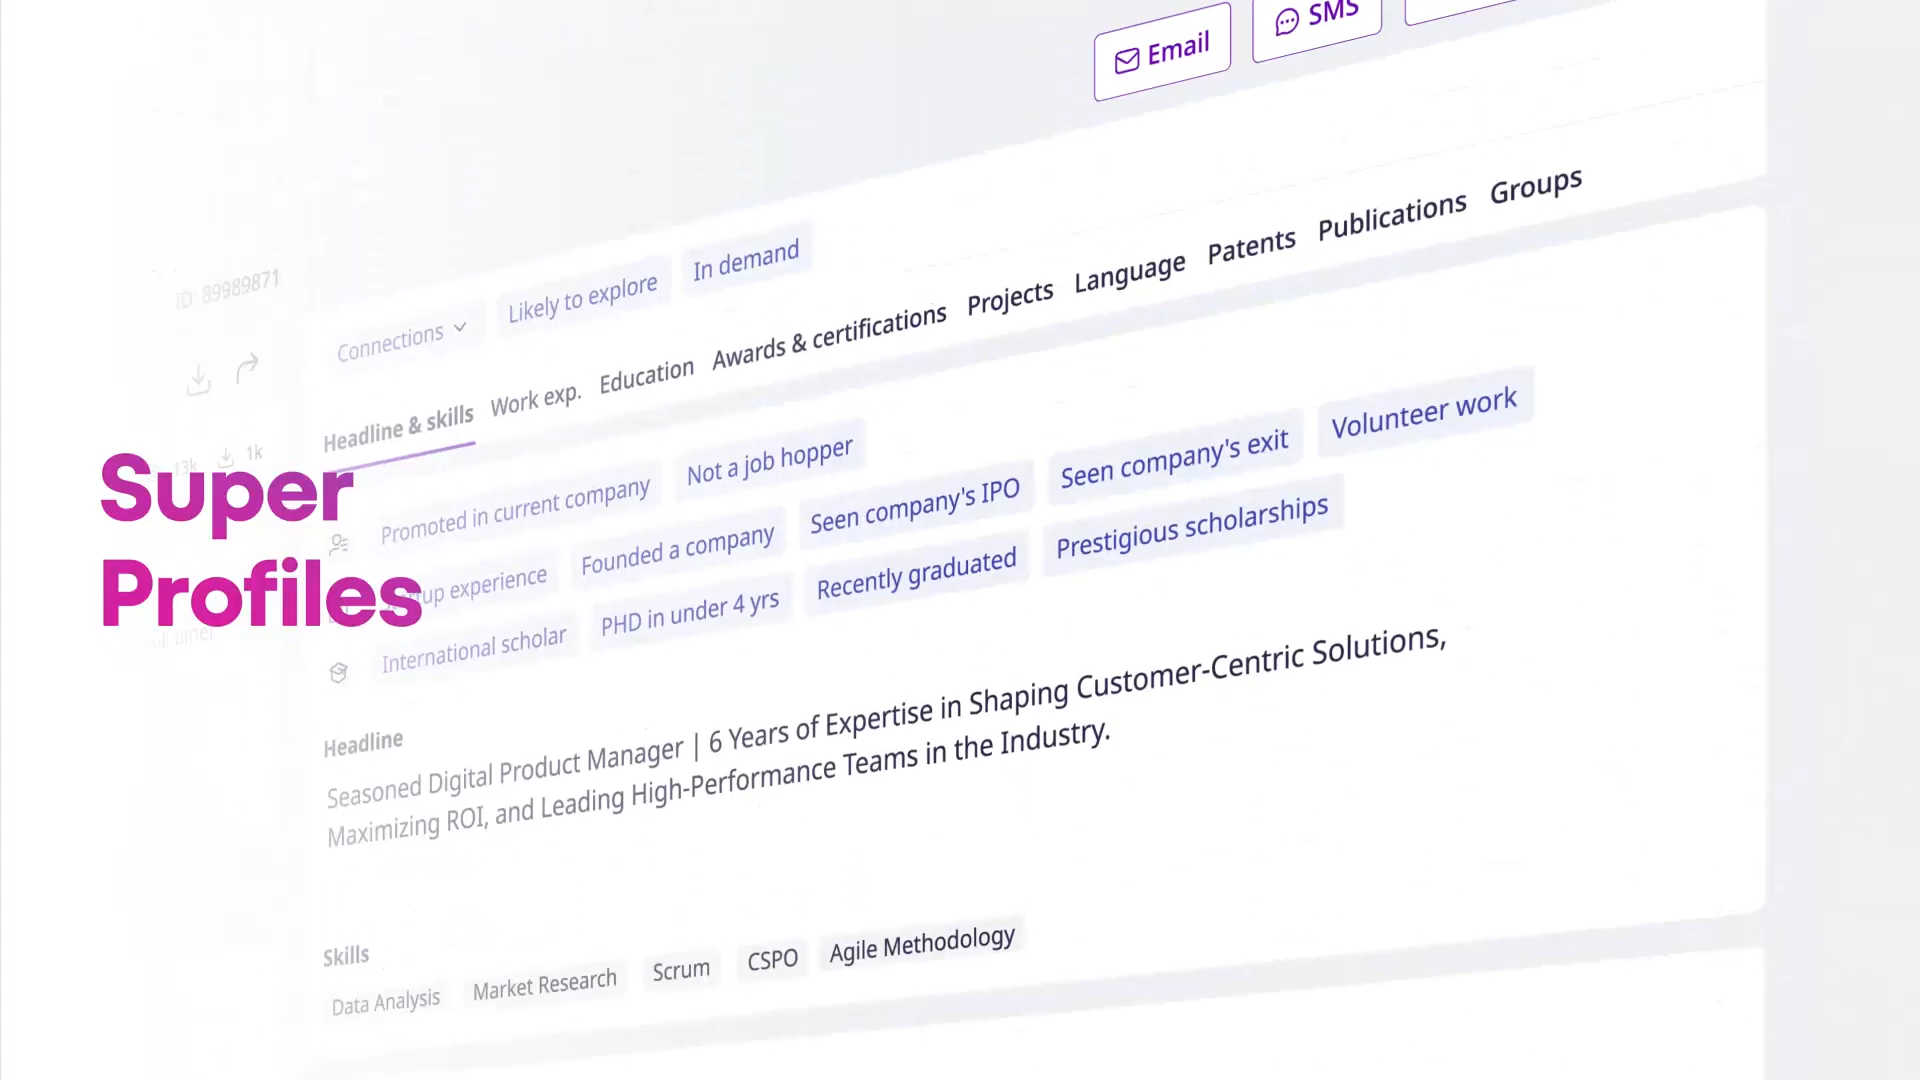 Email
SMS
ID: 89989871
Connections
Likely to explore
In demand
Headline & skills
Work exp.
Education
Awards & certifications
Projects
Language
Patents
Publications
Groups
13k
1k
Super
Profiles
Promoted in current company
Not a job hopper
up experience
Founded a company
Seen company's IPO
Seen company's exit
Volunteer work
International scholar
PHD in under 4 yrs
Recently graduated
Prestigious scholarships
Headline
Seasoned Digital Product Manager | 6 Years of Expertise in Shaping Customer-Centric Solutions,
Maximizing ROI, and Leading High-Performance Teams in the Industry.
Skills
Data Analysis
Market Research
Scrum
CSPO
Agile Methodology